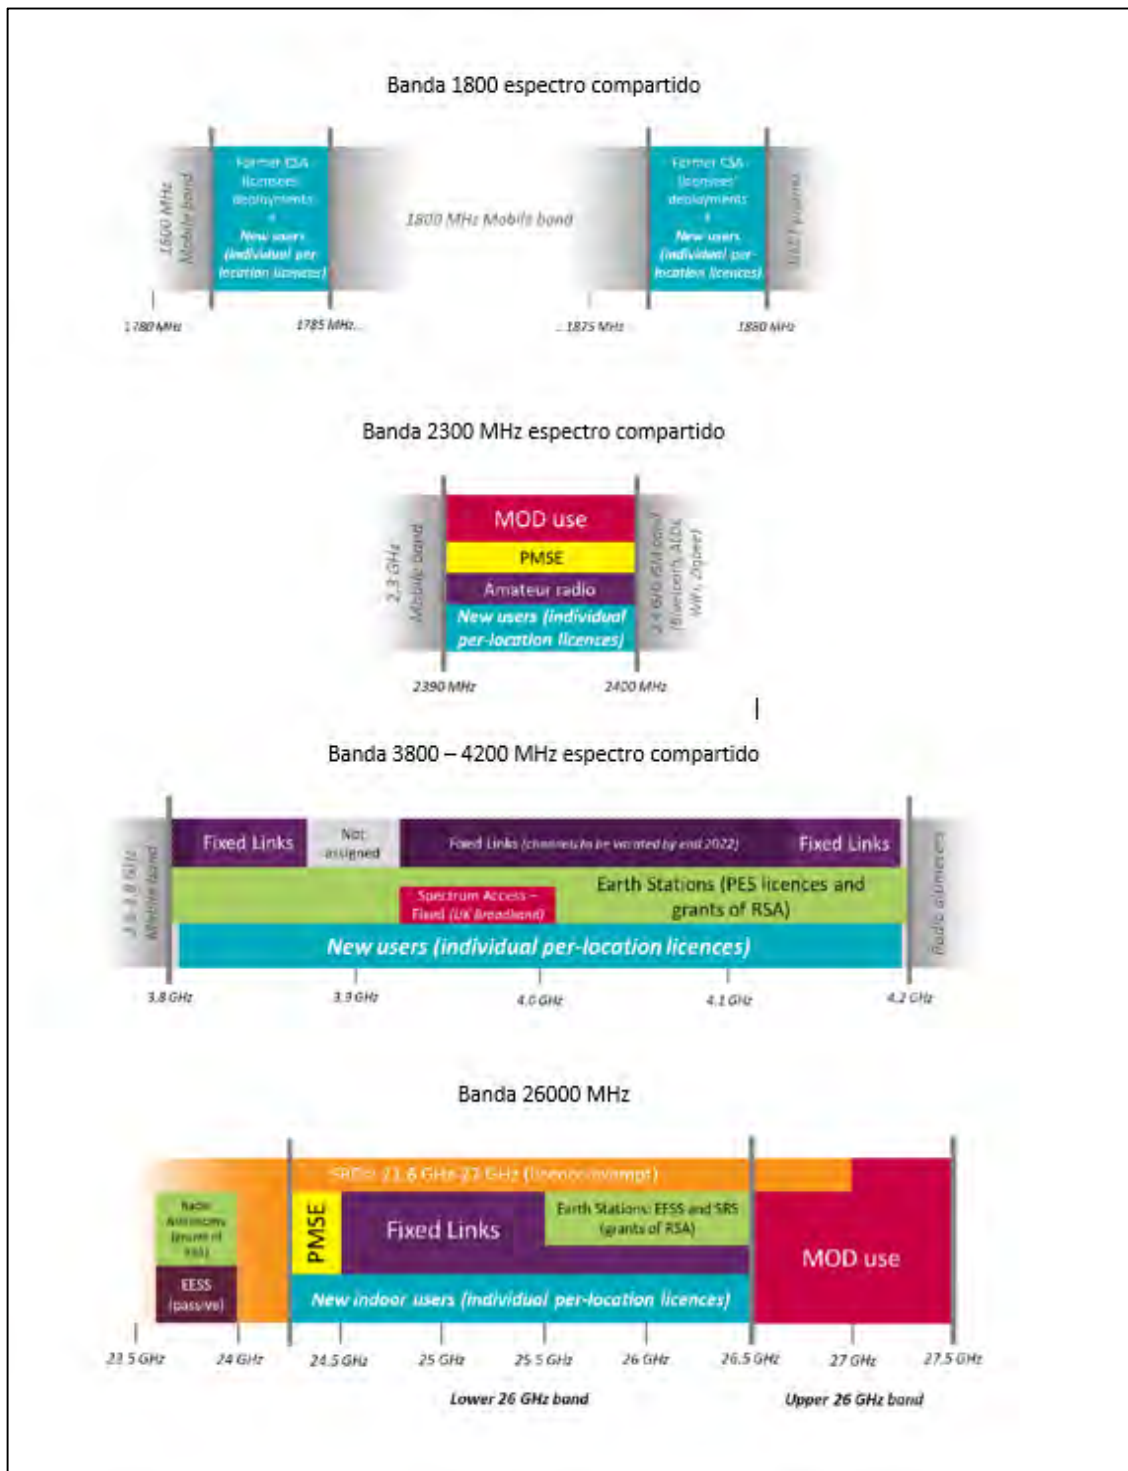 Banda 1800 espectro compartido
1800 MHz
Mobile band
Former CSA
licensees'
deployments
+
New users
(individual per-
location licences)
1800 MHz Mobile band
Former CSA
licensees'
deployments
+
New users
(individual per-
location licences)
1780 MHz
1785 MHz...
...1875 MHz
1880 MHz
Banda 2300 MHz espectro compartido
2.3 GHz
Mobile band
MOD use
PMSE
Amateur radio
New users (individual
per-location licences)
2.4 GHz ISM band
(Bluetooth, ALDs,
WiFi, Zigbee)
2390 MHz
2400 MHz
Banda 3800 – 4200 MHz espectro compartido
Mobile band
Fixed Links
Not
assigned
Fixed Links (channels to be vacated by end 2022)
Fixed Links
Earth Stations (PES licences and
grants of RSA)
Spectrum Access –
Fixed (UK Broadband)
New users (individual per-location licences)
Radio altimeters
3.8 GHz
3.9 GHz
4.0 GHz
4.1 GHz
4.2 GHz
Banda 26000 MHz
GHz-27 GHz (licence exempt)
Radio
Astronomy
(grants of
RSA)
EESS
(passive)
PMSE
Fixed Links
Earth Stations: EESS and SRS
(grants of RSA)
New indoor users (individual per-location licences)
MOD use
23.5 GHz
24 GHz
24.5 GHz
25 GHz
25.5 GHz
26 GHz
26.5 GHz
27 GHz
27.5 GHz
Lower 26 GHz band
Upper 26 GHz band